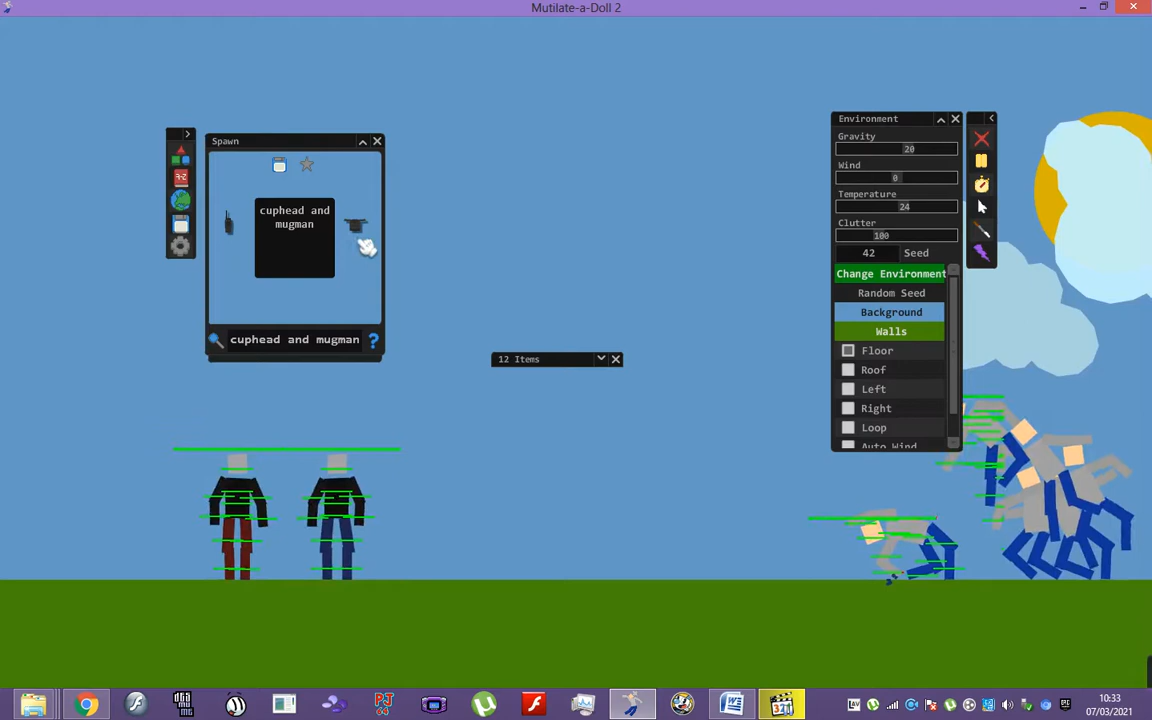 Mutilate-a-Doll 2
Spawn
cuphead and
mugman
cuphead and mugman
?
12 Items
Environment
Gravity
20
Wind
0
Temperature
24
Clutter
100
42 Seed
Change Environment
Random Seed
Background
Walls
Floor
Roof
Left
Right
Loop
Auto Wind
10:33
07/03/2021